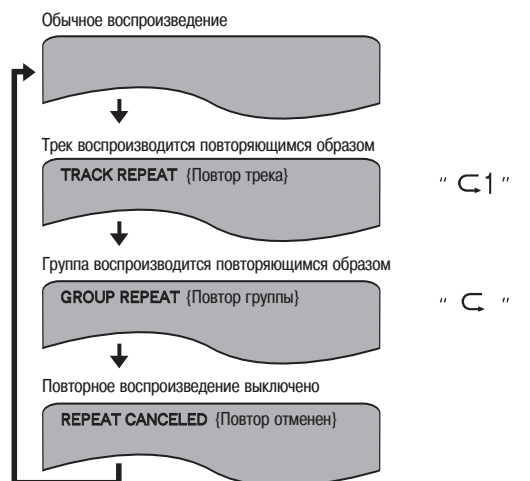 Обычное воспроизведение
Трек воспроизводится повторяющимся образом
TRACK REPEAT {Повтор трека}
“ ⊂1 ”
Группа воспроизводится повторяющимся образом
GROUP REPEAT {Повтор группы}
“ ⊂ ”
Повторное воспроизведение выключено
REPEAT CANCELED {Повтор отменен}